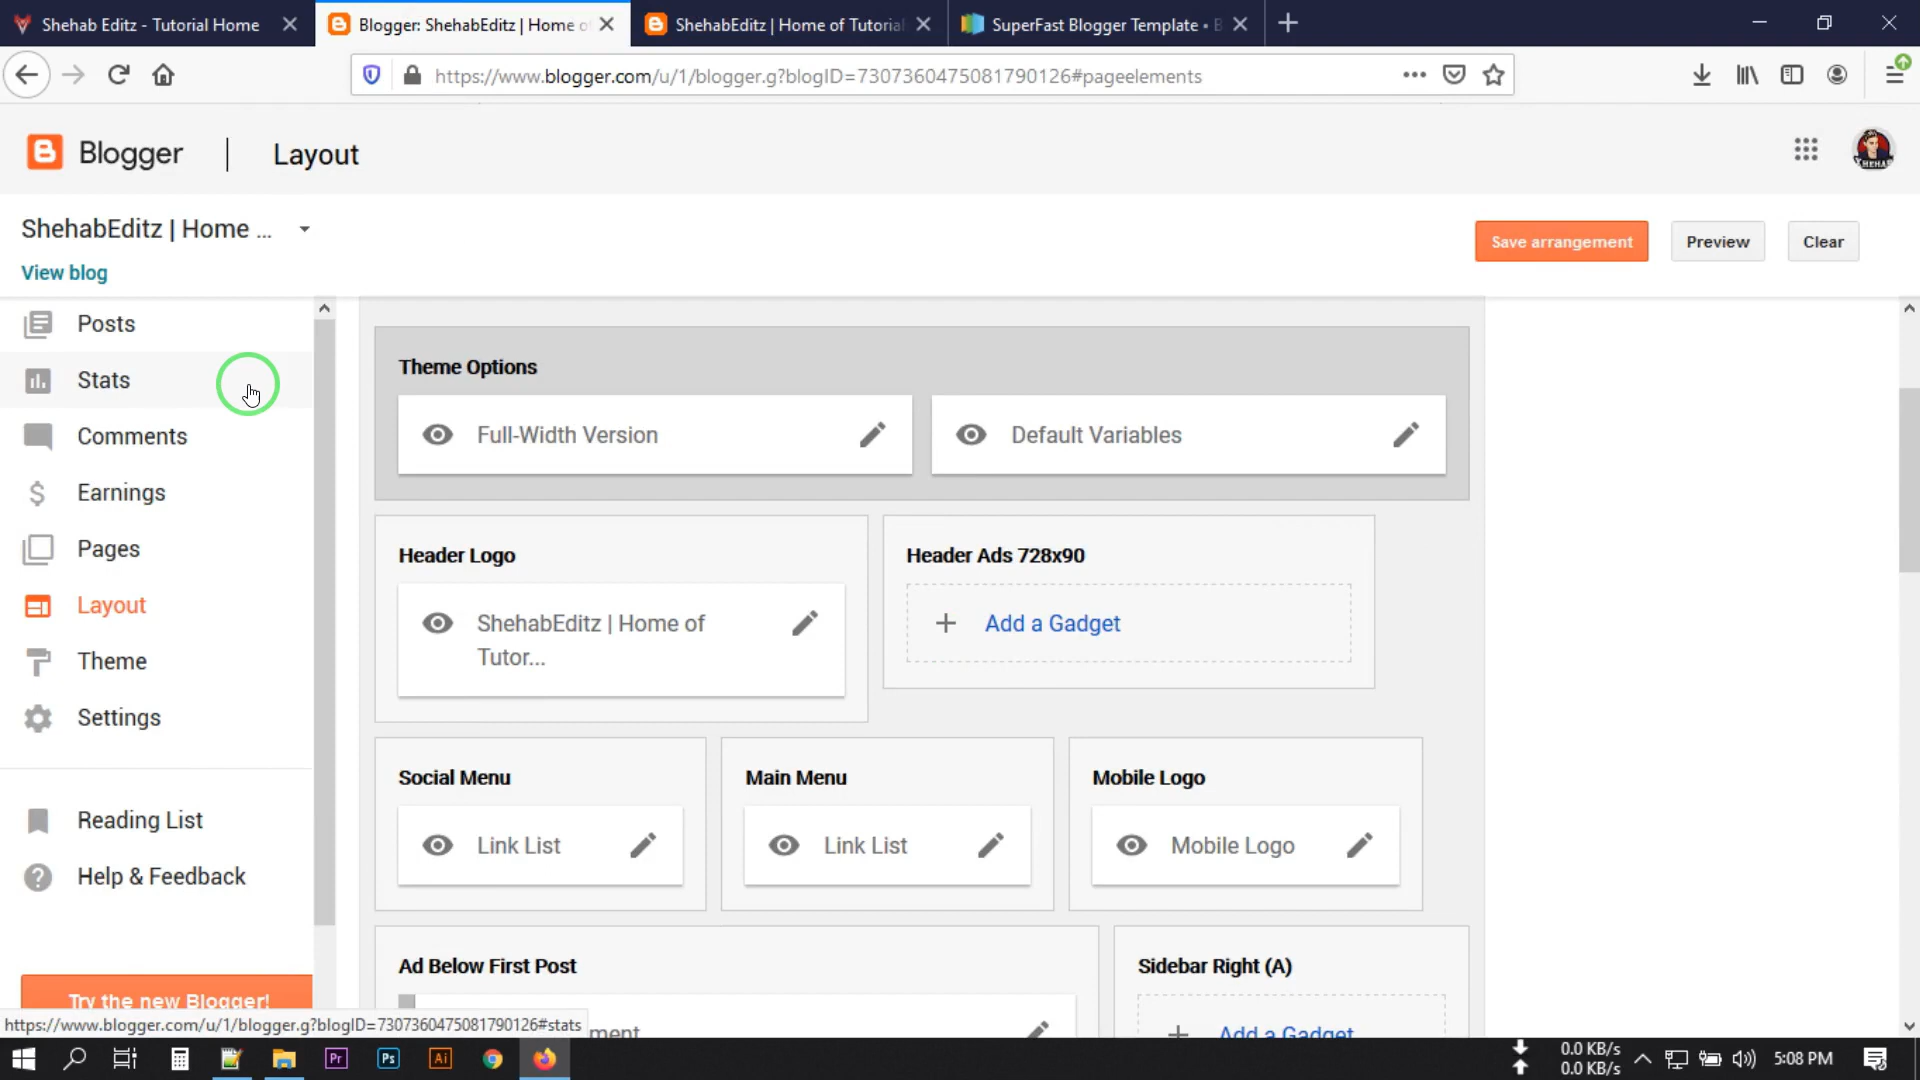 Shehab Editz - Tutorial Home
Blogger: ShehabEditz | Home o
ShehabEditz | Home of Tutorial
SuperFast Blogger Template • B
https://www.blogger.com/u/1/blogger.g?blogID=7307360475081790126#pageelements
Blogger | Layout
ShehabEditz | Home ...
Save arrangement Preview Clear
View blog
Posts
Stats
Comments
Earnings
Pages
Layout
Theme
Settings
Reading List
Help & Feedback
Try the new Blogger!
Theme Options
Full-Width Version
Default Variables
Header Logo
ShehabEditz | Home of
Tutor...
Header Ads 728x90
Add a Gadget
Social Menu
Link List
Main Menu
Link List
Mobile Logo
Mobile Logo
Ad Below First Post
Sidebar Right (A)
Add a Gadget
https://www.blogger.com/u/1/blogger.g?blogID=7307360475081790126#stats
Pr Ps Ai
0.0 KB/s
0.0 KB/s
5:08 PM